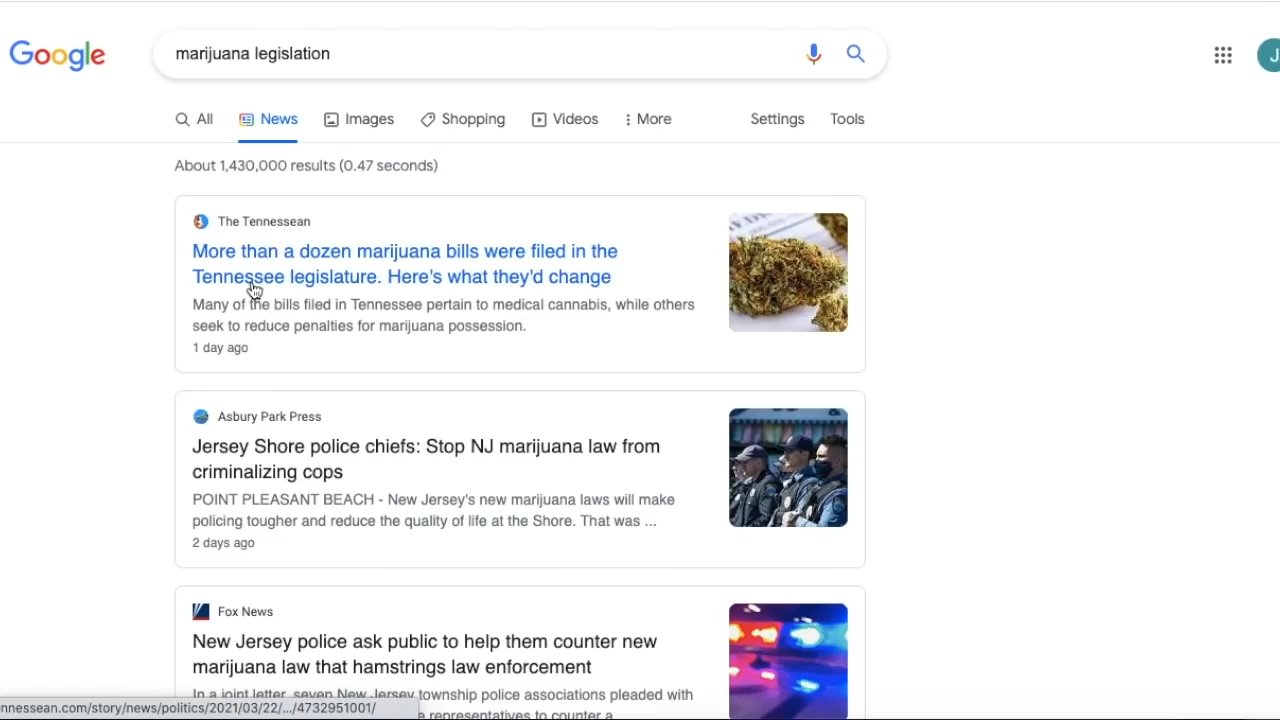 Google
marijuana legislation
J
All News Images Shopping Videos More Settings Tools
About 1,430,000 results (0.47 seconds)
The Tennessean
More than a dozen marijuana bills were filed in the
Tennessee legislature. Here's what they'd change
Many of the bills filed in Tennessee pertain to medical cannabis, while others
seek to reduce penalties for marijuana possession.
1 day ago
Asbury Park Press
Jersey Shore police chiefs: Stop NJ marijuana law from
criminalizing cops
POINT PLEASANT BEACH - New Jersey's new marijuana laws will make
policing tougher and reduce the quality of life at the Shore. That was ...
2 days ago
Fox News
New Jersey police ask public to help them counter new
marijuana law that hamstrings law enforcement
In a joint letter, seven New Jersey township police associations pleaded with
e representatives to counter a
nnessean.com/story/news/politics/2021/03/22/.../4732951001/